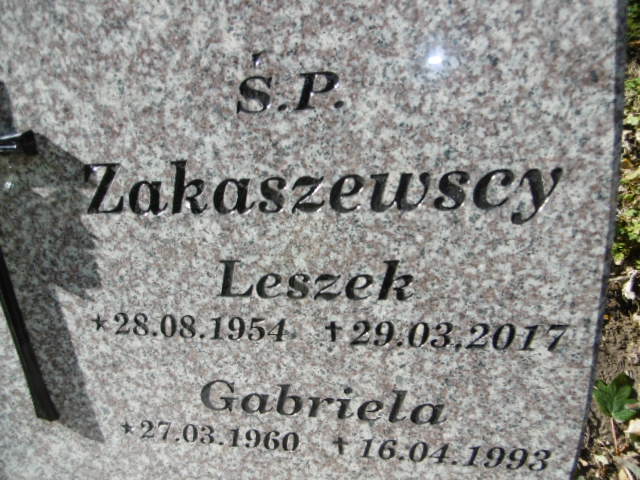 Ś.P.
Zakaszewscy
Leszek
*28.08.1954 †29.03.2017
Gabriela
*27.03.1960 †16.04.1993